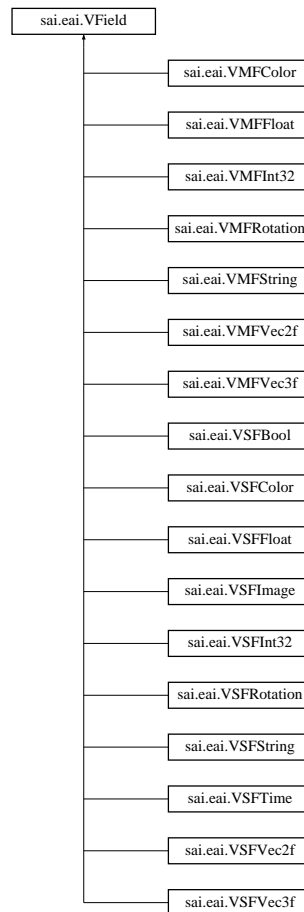 sai.eai.VField
sai.eai.VMFColor
sai.eai.VMFFloat
sai.eai.VMFInt32
sai.eai.VMFRotation
sai.eai.VMFString
sai.eai.VMFVec2f
sai.eai.VMFVec3f
sai.eai.VSFBool
sai.eai.VSFColor
sai.eai.VSFFloat
sai.eai.VSFImage
sai.eai.VSFInt32
sai.eai.VSFRotation
sai.eai.VSFString
sai.eai.VSFTime
sai.eai.VSFVec2f
sai.eai.VSFVec3f